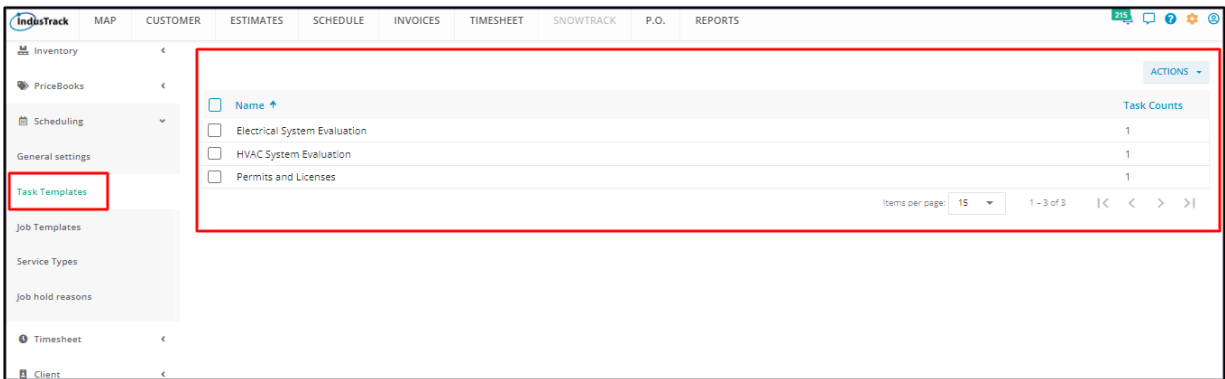 IndusTrack MAP CUSTOMER ESTIMATES SCHEDULE INVOICES TIMESHEET SNOWTRACK P.O. REPORTS 215
Inventory
PriceBooks
Scheduling
General settings
Task Templates
Job Templates
Service Types
Job hold reasons
Timesheet
Client
ACTIONS
Name Task Counts
Electrical System Evaluation 1
HVAC System Evaluation 1
Permits and Licenses 1
Items per page: 15 1 – 3 of 3